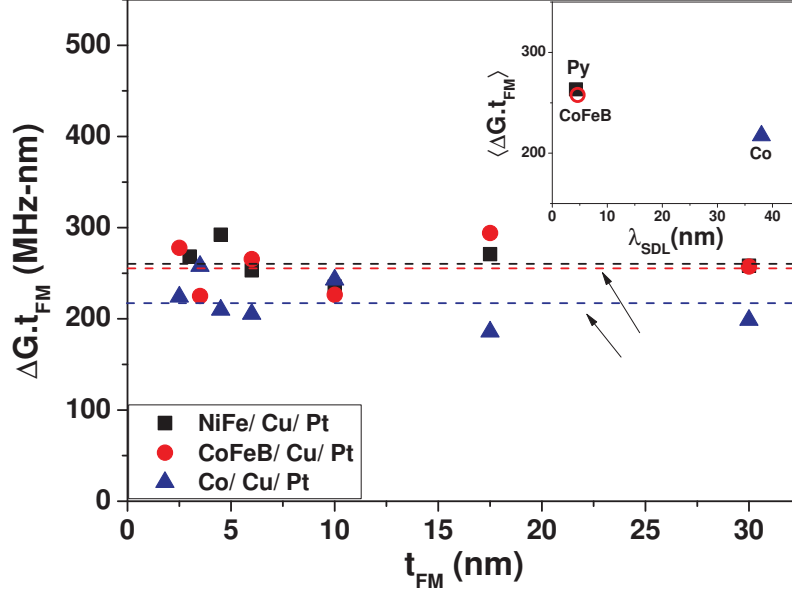 550
500
400
300
200
100
0
ΔG.t_FM (MHz-nm)
0 5 10 15 20 25 30
t_FM (nm)
NiFe/ Cu/ Pt
CoFeB/ Cu/ Pt
Co/ Cu/ Pt
300
200
⟨ΔG.t_FM⟩
Py
CoFeB
Co
0 10 20 30 40
λ_SDL(nm)